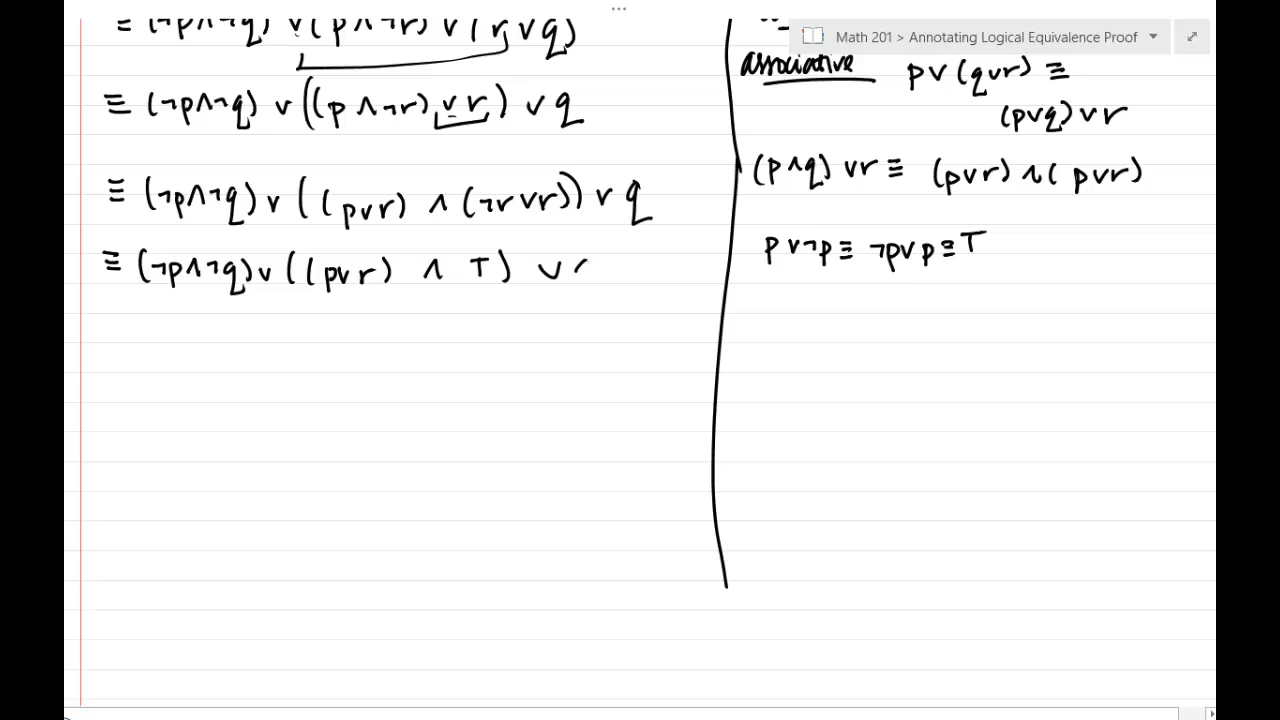 ≡ (¬p∧¬q) ∨ (p∧¬r) ∨ (r∨q)
≡ (¬p∧¬q) ∨ ((p∧¬r) ∨r) ∨ q
≡ (¬p∧¬q) ∨ ((p∨r) ∧ (¬r∨r)) ∨ q
≡ (¬p∧¬q) ∨ ((p∨r) ∧ T) ∨
Math 201 > Annotating Logical Equivalence Proof
associative p∨(q∨r) ≡
(p∨q)∨r
(p∧q) ∨r ≡ (p∨r) ∧( p∨r)
p∨¬p ≡ ¬p∨p ≡ T